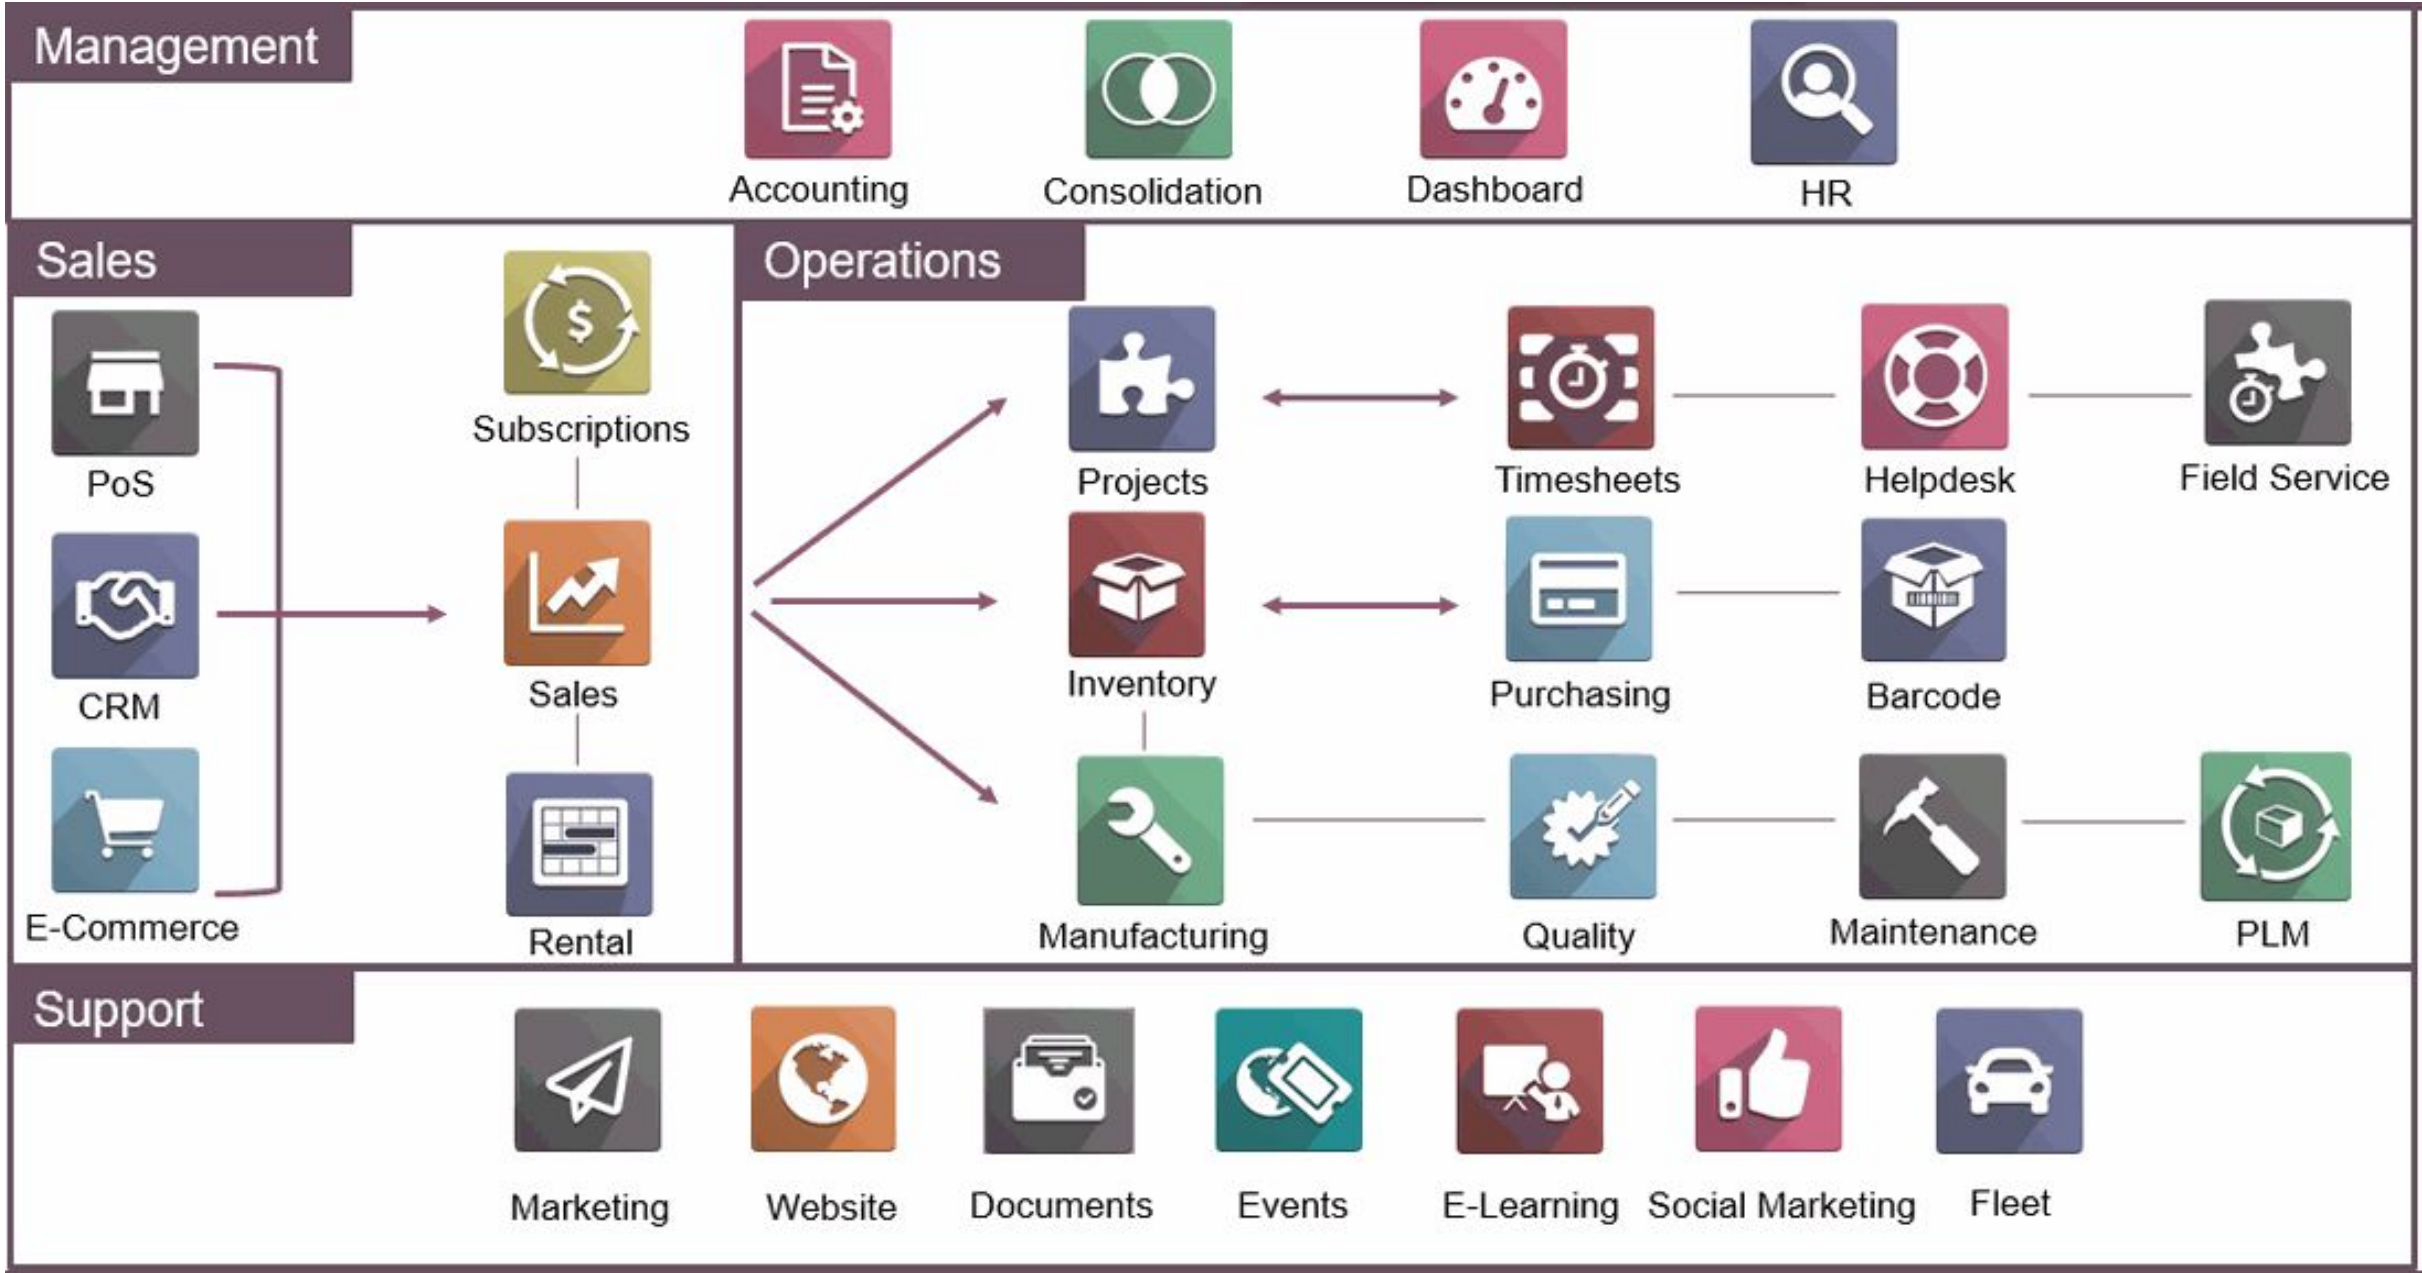 Management
Accounting
Consolidation
Dashboard
HR
Sales
PoS
CRM
E-Commerce
Subscriptions
$
Sales
Rental
Operations
Projects
Timesheets
Helpdesk
Field Service
Inventory
Purchasing
Barcode
Manufacturing
Quality
Maintenance
PLM
Support
Marketing
Website
Documents
Events
E-Learning
Social Marketing
Fleet